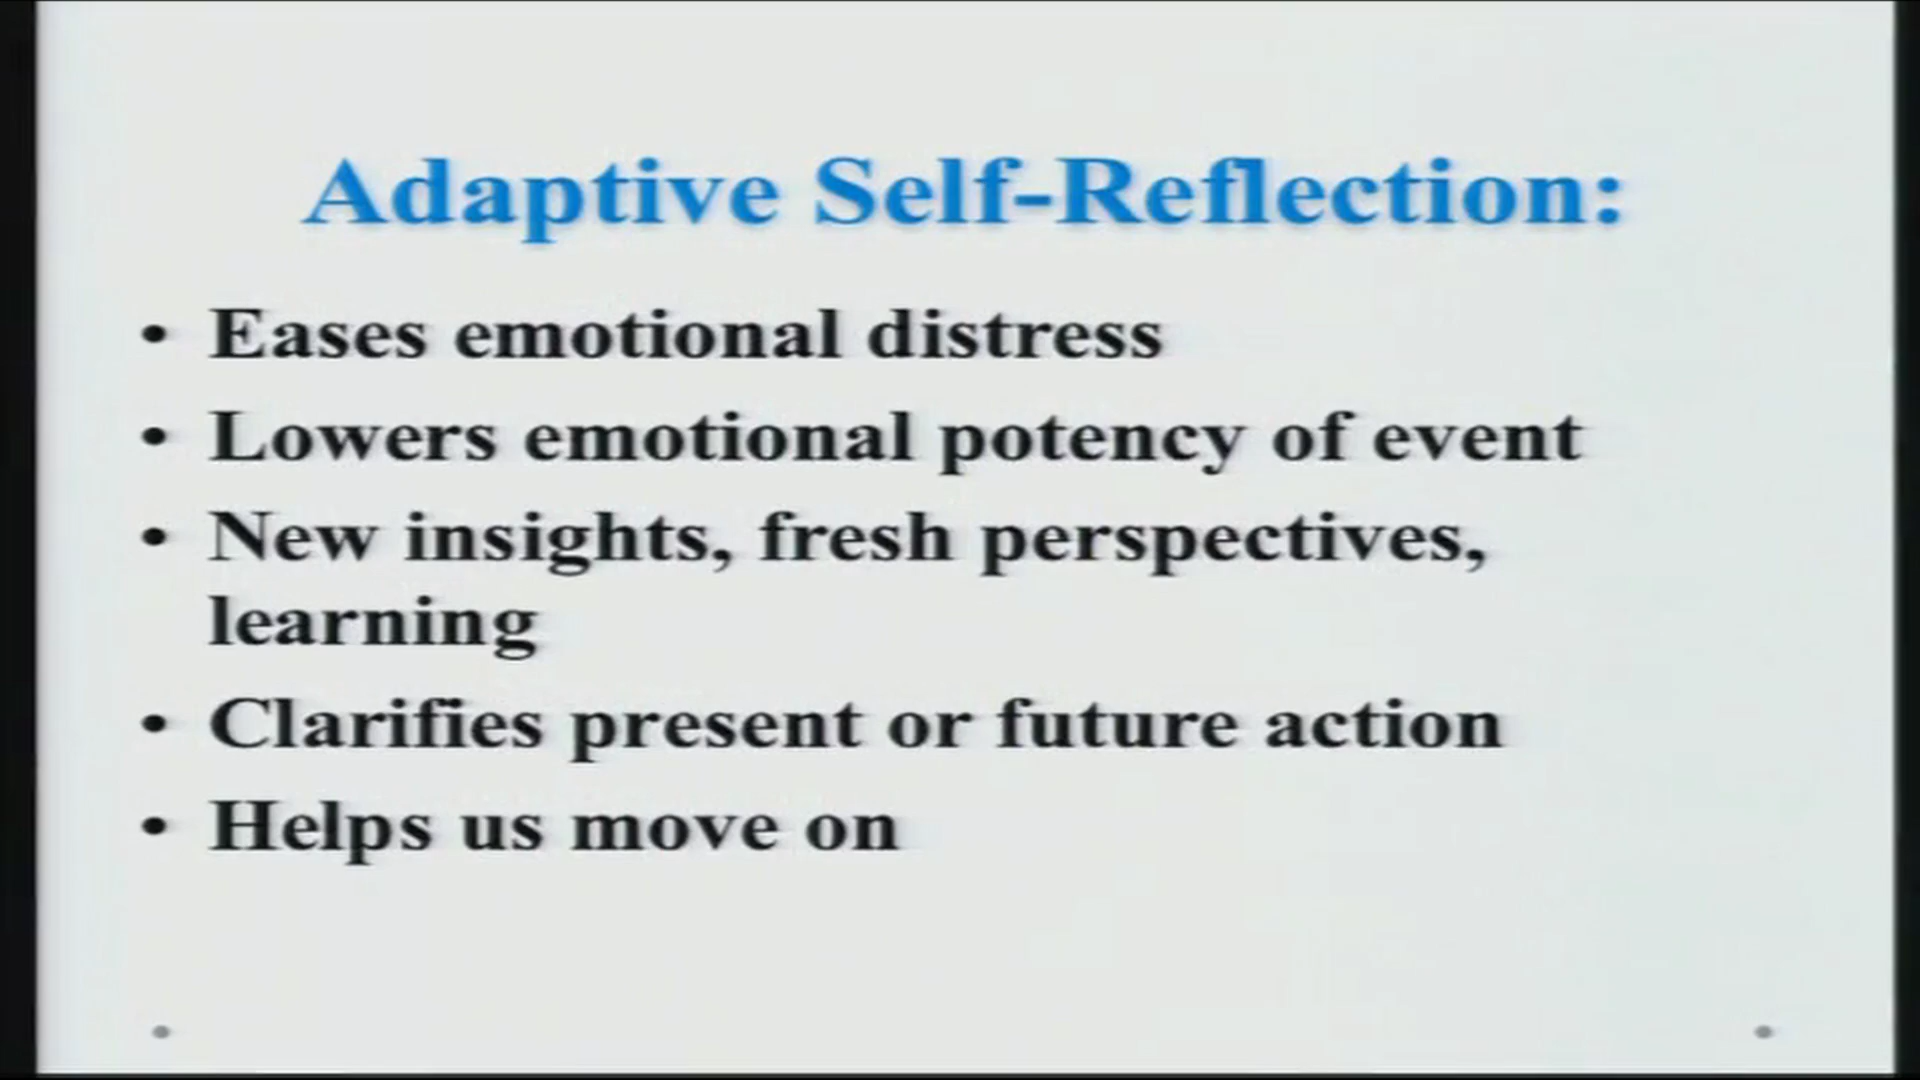 Adaptive Self-Reflection:
• Eases emotional distress
• Lowers emotional potency of event
• New insights, fresh perspectives,
learning
• Clarifies present or future action
• Helps us move on